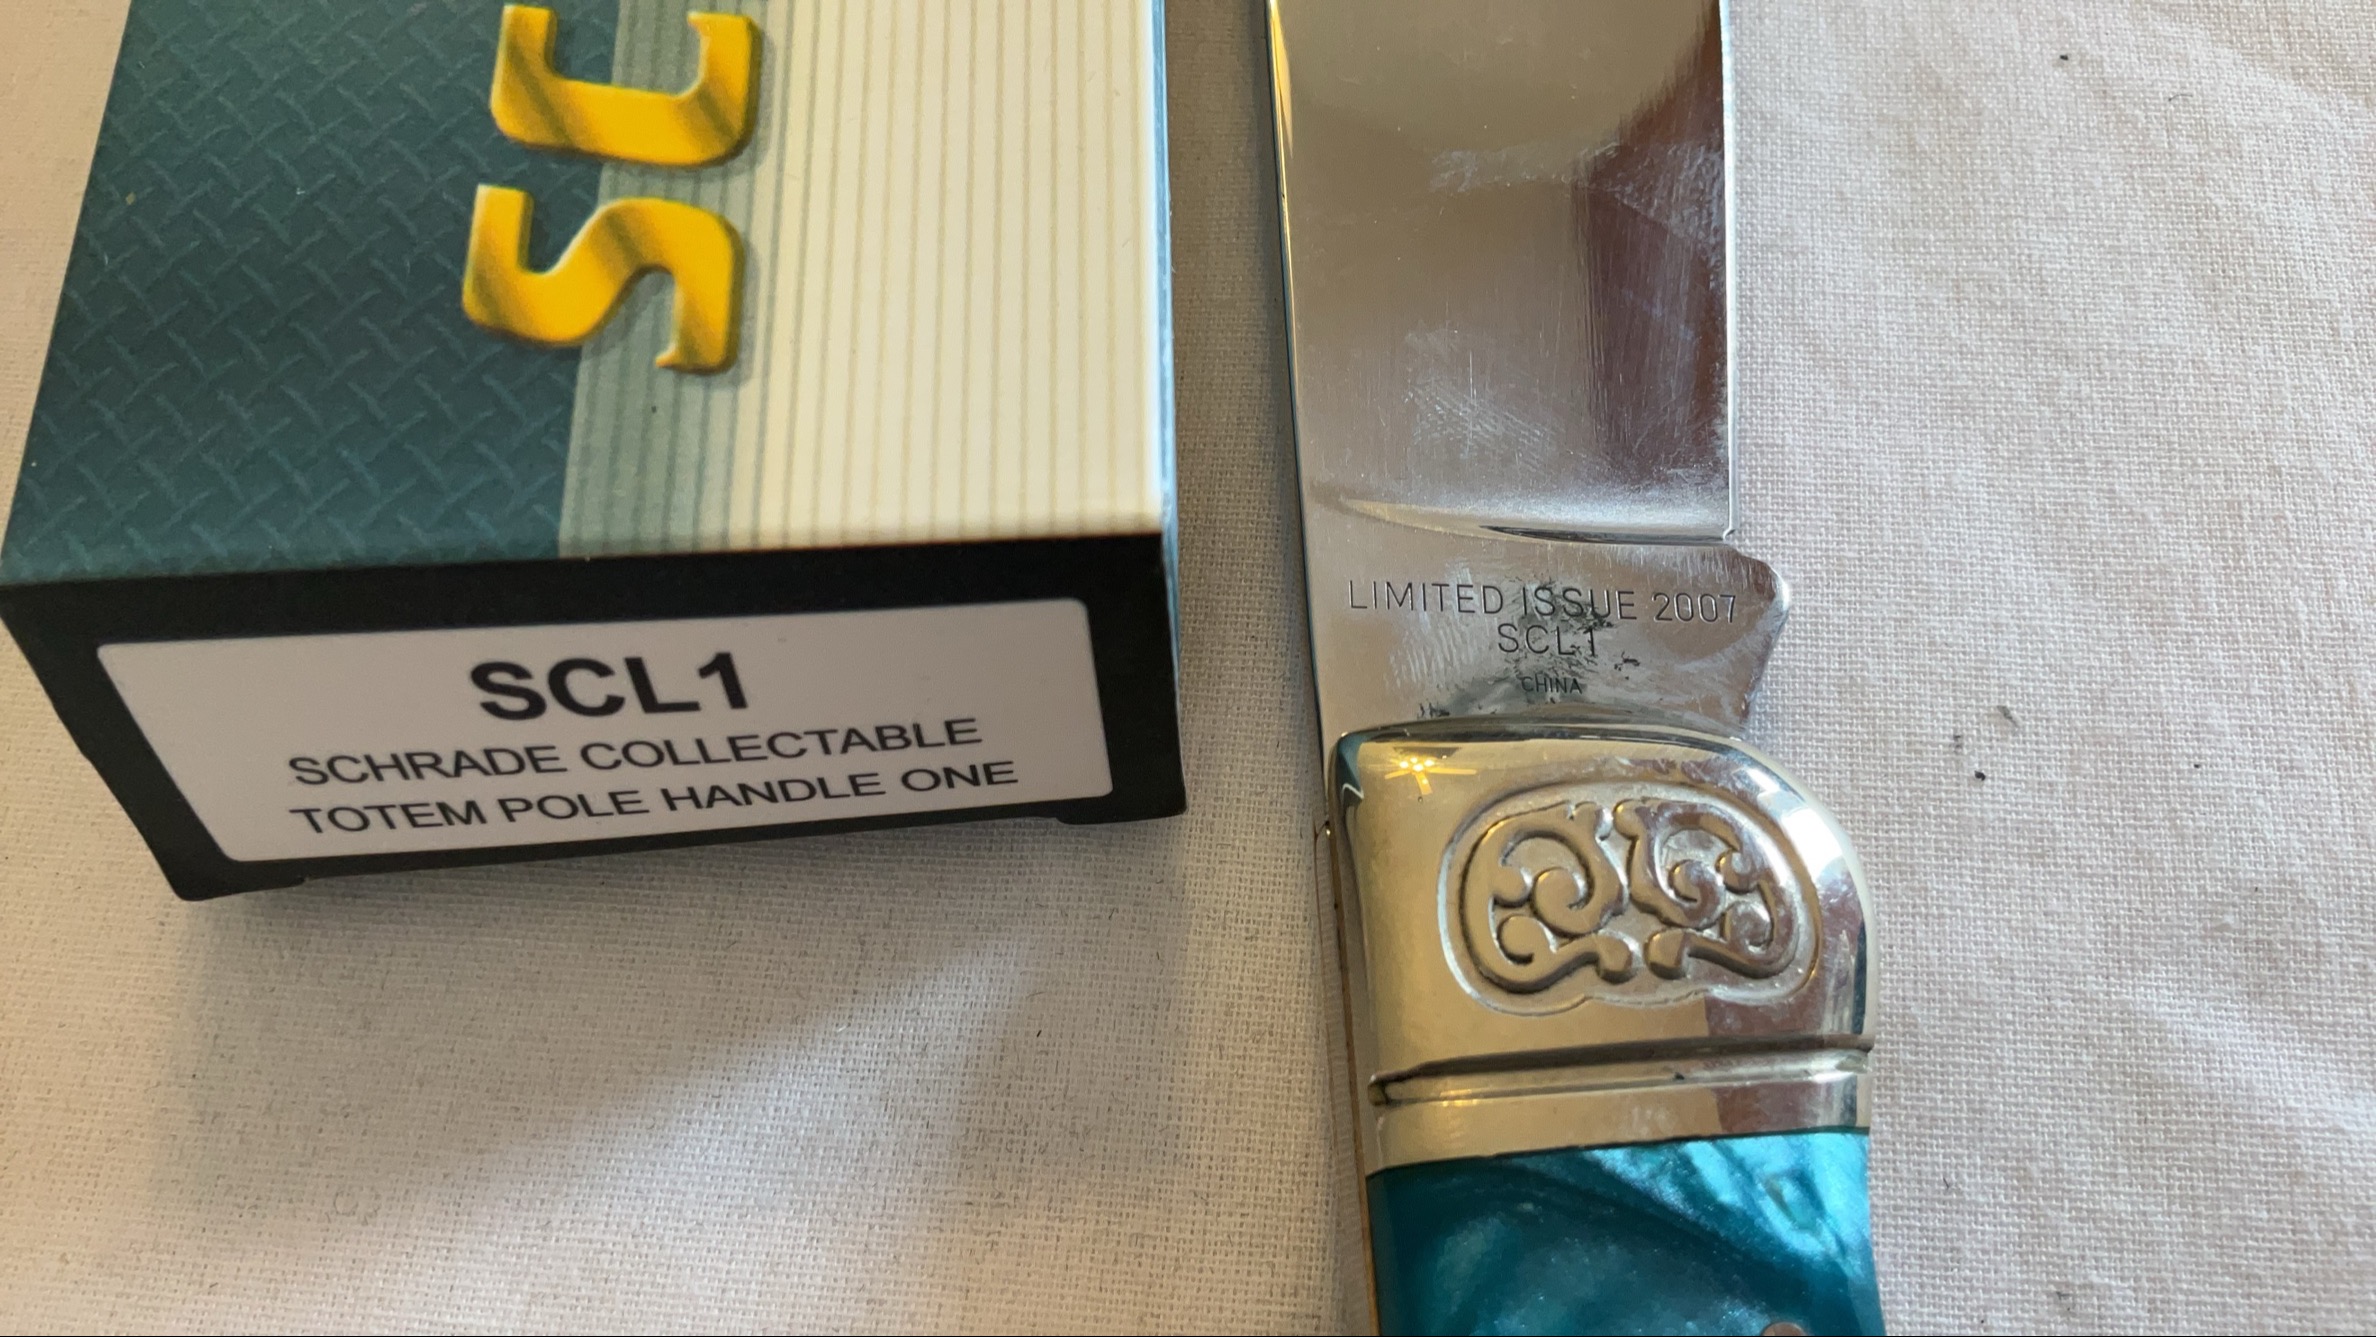 SC
SCL1
SCHRADE COLLECTABLE
TOTEM POLE HANDLE ONE
LIMITED ISSUE 2007
SCL1
CHINA